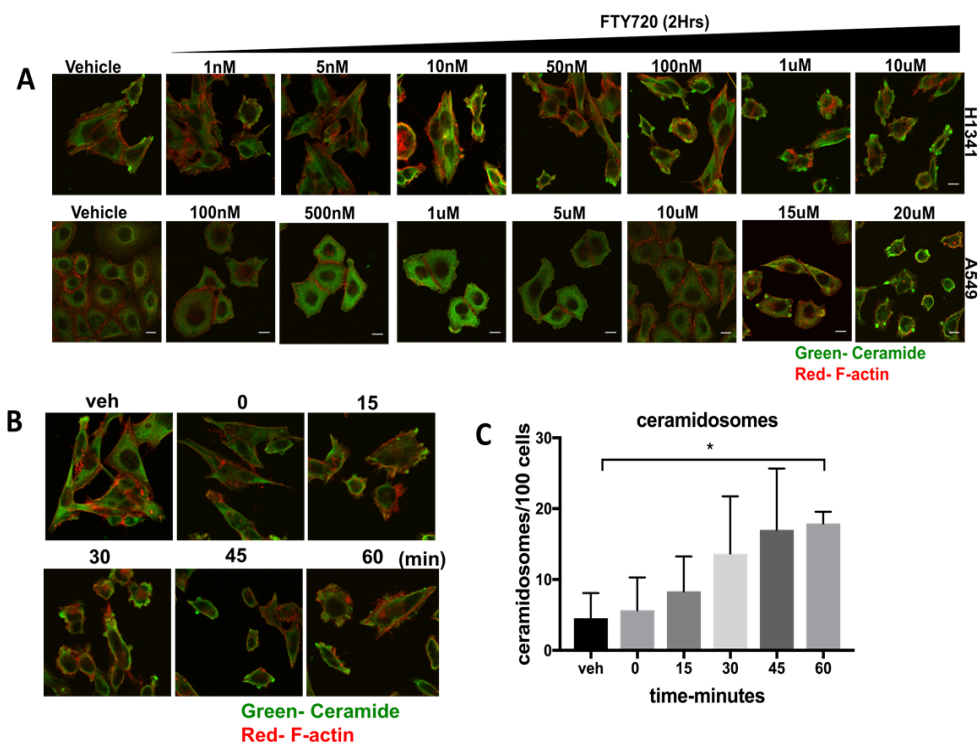 FTY720 (2Hrs)
A
Vehicle 1nM 5nM 10nM 50nM 100nM 1uM 10uM
H1341
Vehicle 100nM 500nM 1uM 5uM 10uM 15uM 20uM
A549
Green- Ceramide
Red- F-actin
B
veh 0 15
30 45 60 (min)
Green- Ceramide
Red- F-actin
C
ceramidosomes
*
ceramidosomes/100 cells
30
20
10
0
veh 0 15 30 45 60
time-minutes